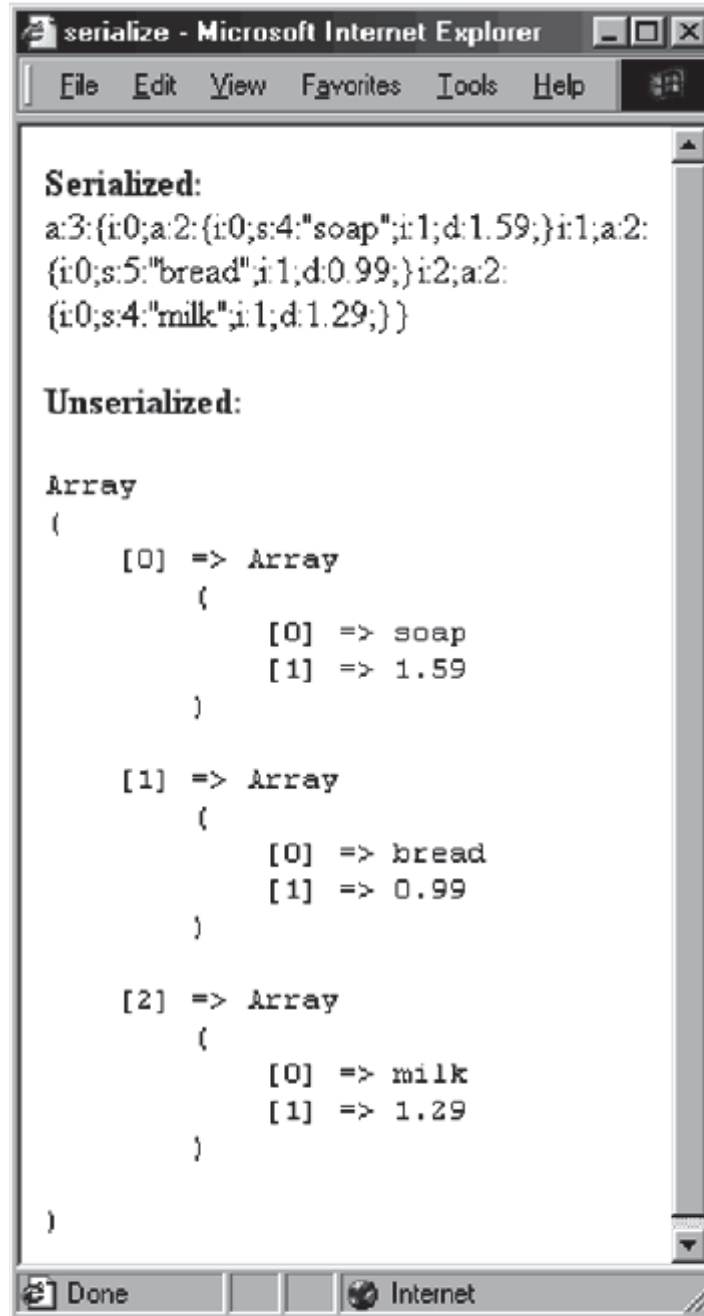 serialize - Microsoft Internet Explorer
File Edit View Favorites Tools Help
Serialized:
a:3:{i:0;a:2:{i:0;s:4:"soap";i:1;d:1.59;}i:1;a:2:
{i:0;s:5:"bread";i:1;d:0.99;}i:2;a:2:
{i:0;s:4:"milk";i:1;d:1.29;}}
Unserialized:
Array
(
    [0] => Array
        (
            [0] => soap
            [1] => 1.59
        )
    [1] => Array
        (
            [0] => bread
            [1] => 0.99
        )
    [2] => Array
        (
            [0] => milk
            [1] => 1.29
        )
)
Done Internet